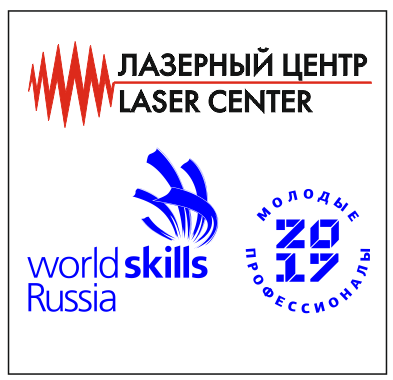 ЛАЗЕРНЫЙ ЦЕНТР
LASER CENTER
worldskills
Russia
МОЛОДЫЕ
20
17
ПРОФЕССИОНАЛЫ